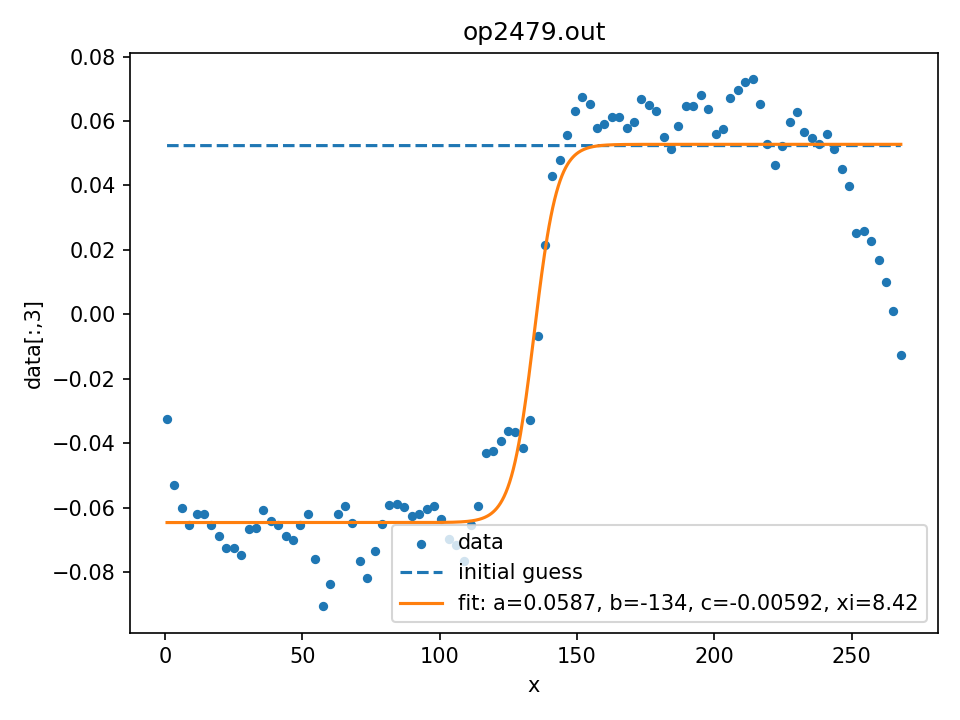 op2479.out
0.08
0.06
0.04
0.02
0.00
−0.02
−0.04
−0.06
−0.08
data[:,3]
data
initial guess
fit: a=0.0587, b=-134, c=-0.00592, xi=8.42
0 50 100 150 200 250
x